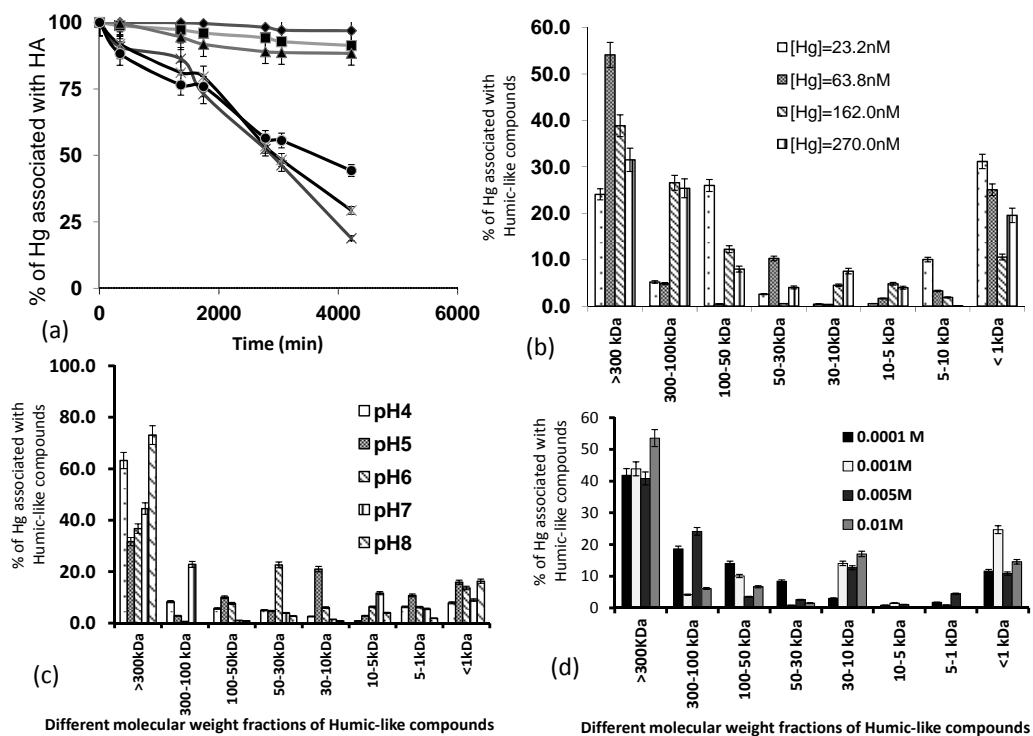 % of Hg associated with HA
100
75
50
25
0
0
2000
4000
6000
Time (min)
(a)
% of Hg associated with
Humic-like compounds
60.0
50.0
40.0
30.0
20.0
10.0
0.0
[Hg]=23.2nM
[Hg]=63.8nM
[Hg]=162.0nM
[Hg]=270.0nM
>300 kDa
300-100kDa
100-50 kDa
50-30kDa
30-10 kDa
10-5 kDa
5-10 kDa
< 1kDa
(b)
% of Hg associated with
Humic-like compounds
100.0
80.0
60.0
40.0
20.0
0.0
pH4
pH5
pH6
pH7
pH8
>300kDa
300-100 kDa
100-50kDa
50-30kDa
30-10kDa
10-5kDa
5-1kDa
<1kDa
(c)
Different molecular weight fractions of Humic-like compounds
% of Hg associated with
Humic-like compounds
60
50
40
30
20
10
0
0.0001 M
0.001M
0.005M
0.01M
>300KDa
300-100 kDa
100-50 kDa
50-30 kDa
30-10 kDa
10-5 kDa
5-1 kDa
<1 kDa
(d)
Different molecular weight fractions of Humic-like compounds